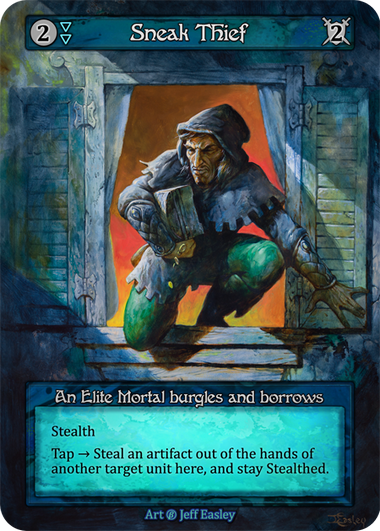 2
Sneak Thief
2
An Elite Mortal burgles and borrows
Stealth
Tap → Steal an artifact out of the hands of
another target unit here, and stay Stealthed.
Art @ Jeff Easley
Easley